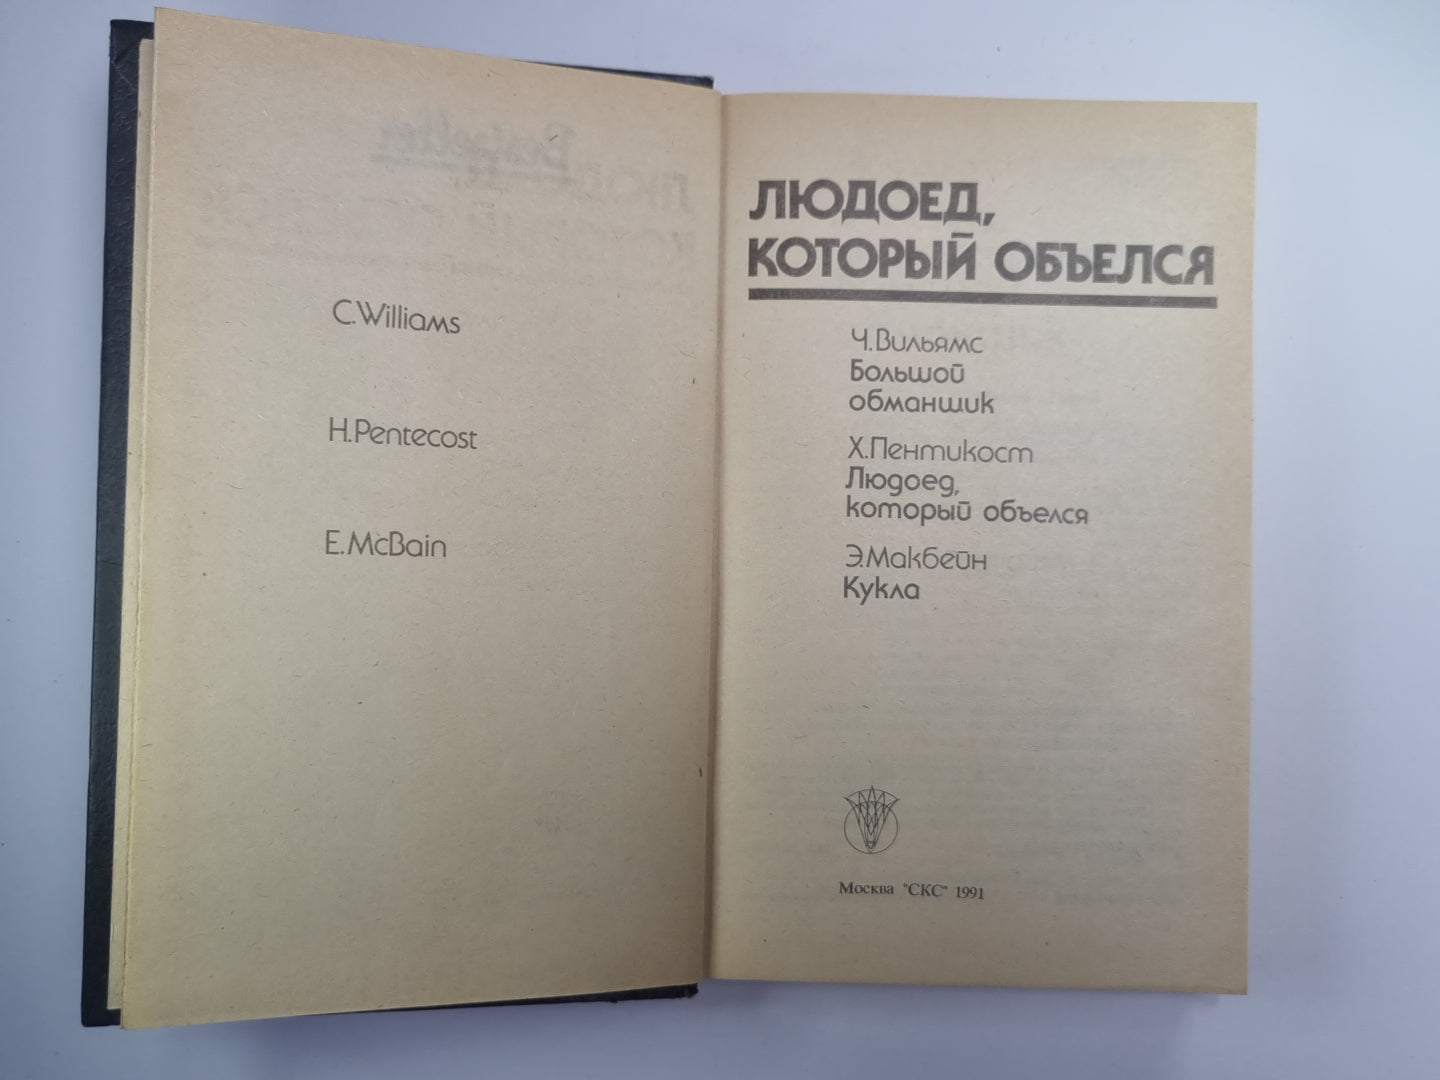 C.Williams
H.Pentecost
E.McBain
ЛЮДОЕД,
КОТОРЫЙ ОБЪЕЛСЯ
Ч.Вильямс
Большой
обманщик
Х.Пентикост
Людоед,
который объелся
Э.Макбейн
Кукла
Москва "СКС" 1991